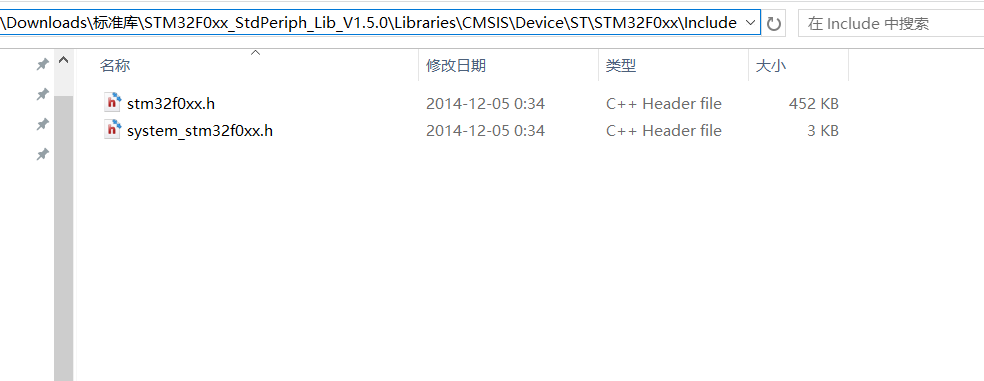 \Downloads\标准库\STM32F0xx_StdPeriph_Lib_V1.5.0\Libraries\CMSIS\Device\ST\STM32F0xx\Include
在 Include 中搜索
名称 修改日期 类型 大小
stm32f0xx.h 2014-12-05 0:34 C++ Header file 452 KB
system_stm32f0xx.h 2014-12-05 0:34 C++ Header file 3 KB